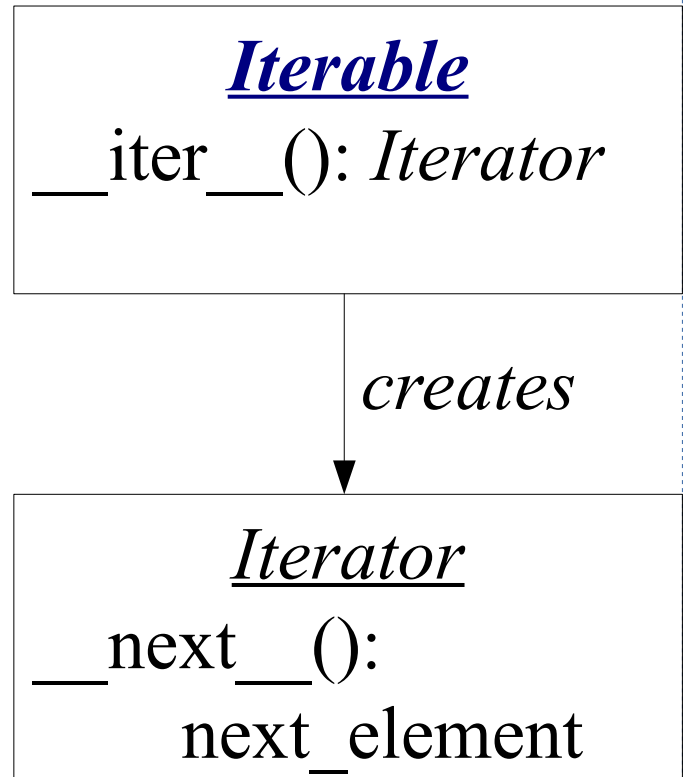 Iterable
__iter__(): Iterator
creates
Iterator
__next__():
next_element